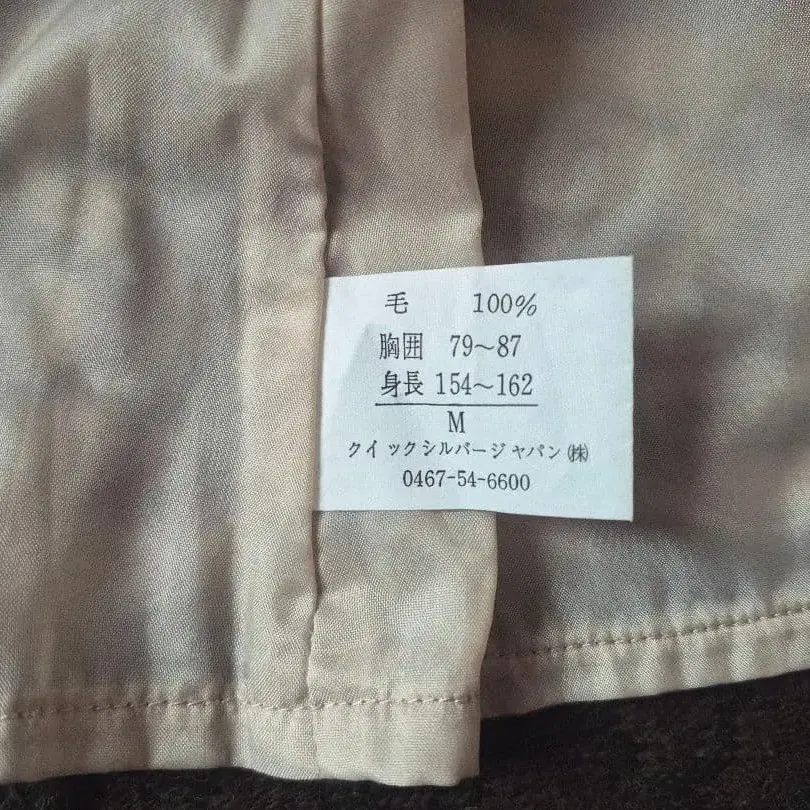 毛 100%
胸囲 79～87
身長 154～162
M
クイックシルバージャパン(株)
0467-54-6600